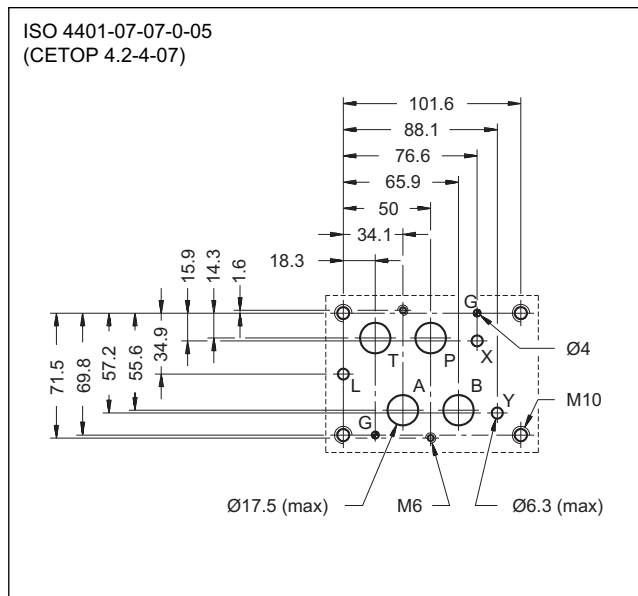 ISO 4401-07-07-0-05
(CETOP 4.2-4-07)
101.6
88.1
76.6
65.9
50
34.1
18.3
15.9
14.3
1.6
71.5
69.8
57.2
55.6
34.9
G
T
P
X
Ø4
L
A
B
Y
M10
G
Ø17.5 (max)
M6
Ø6.3 (max)